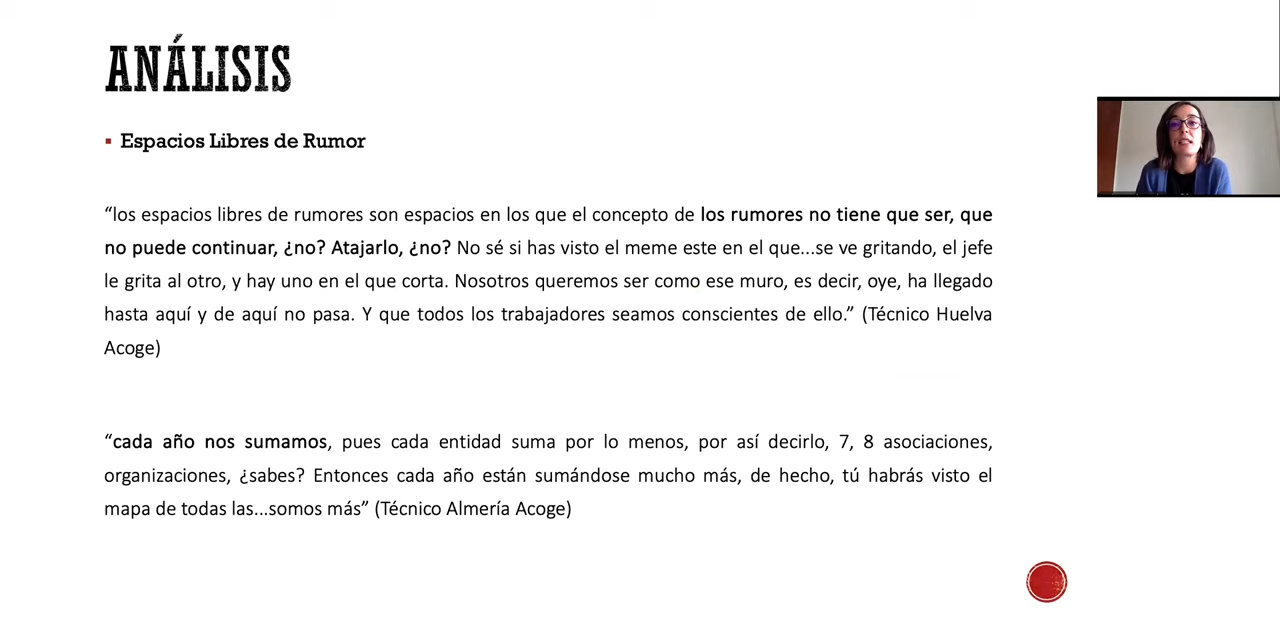 ANÁLISIS
Espacios Libres de Rumor
“los espacios libres de rumores son espacios en los que el concepto de los rumores no tiene que ser, que
no puede continuar, ¿no? Atajarlo, ¿no? No sé si has visto el meme este en el que...se ve gritando, el jefe
le grita al otro, y hay uno en el que corta. Nosotros queremos ser como ese muro, es decir, oye, ha llegado
hasta aquí y de aquí no pasa. Y que todos los trabajadores seamos conscientes de ello.” (Técnico Huelva
Acoge)
“cada año nos sumamos, pues cada entidad suma por lo menos, por así decirlo, 7, 8 asociaciones,
organizaciones, ¿sabes? Entonces cada año están sumándose mucho más, de hecho, tú habrás visto el
mapa de todas las...somos más” (Técnico Almería Acoge)